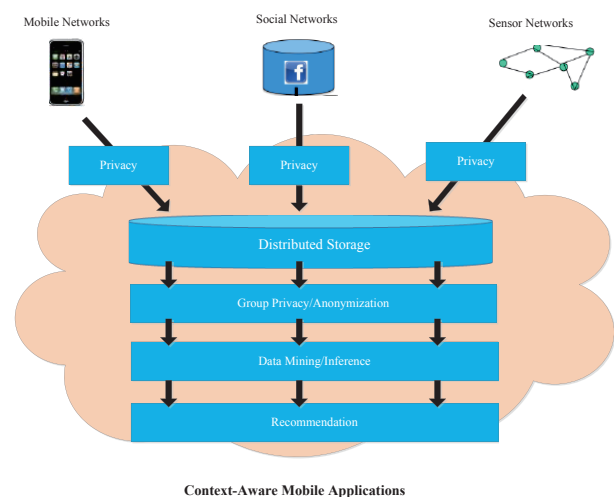 Mobile Networks
Social Networks
Sensor Networks
f
Privacy
Privacy
Privacy
Distributed Storage
Group Privacy/Anonymization
Data Mining/Inference
Recommendation
Context-Aware Mobile Applications